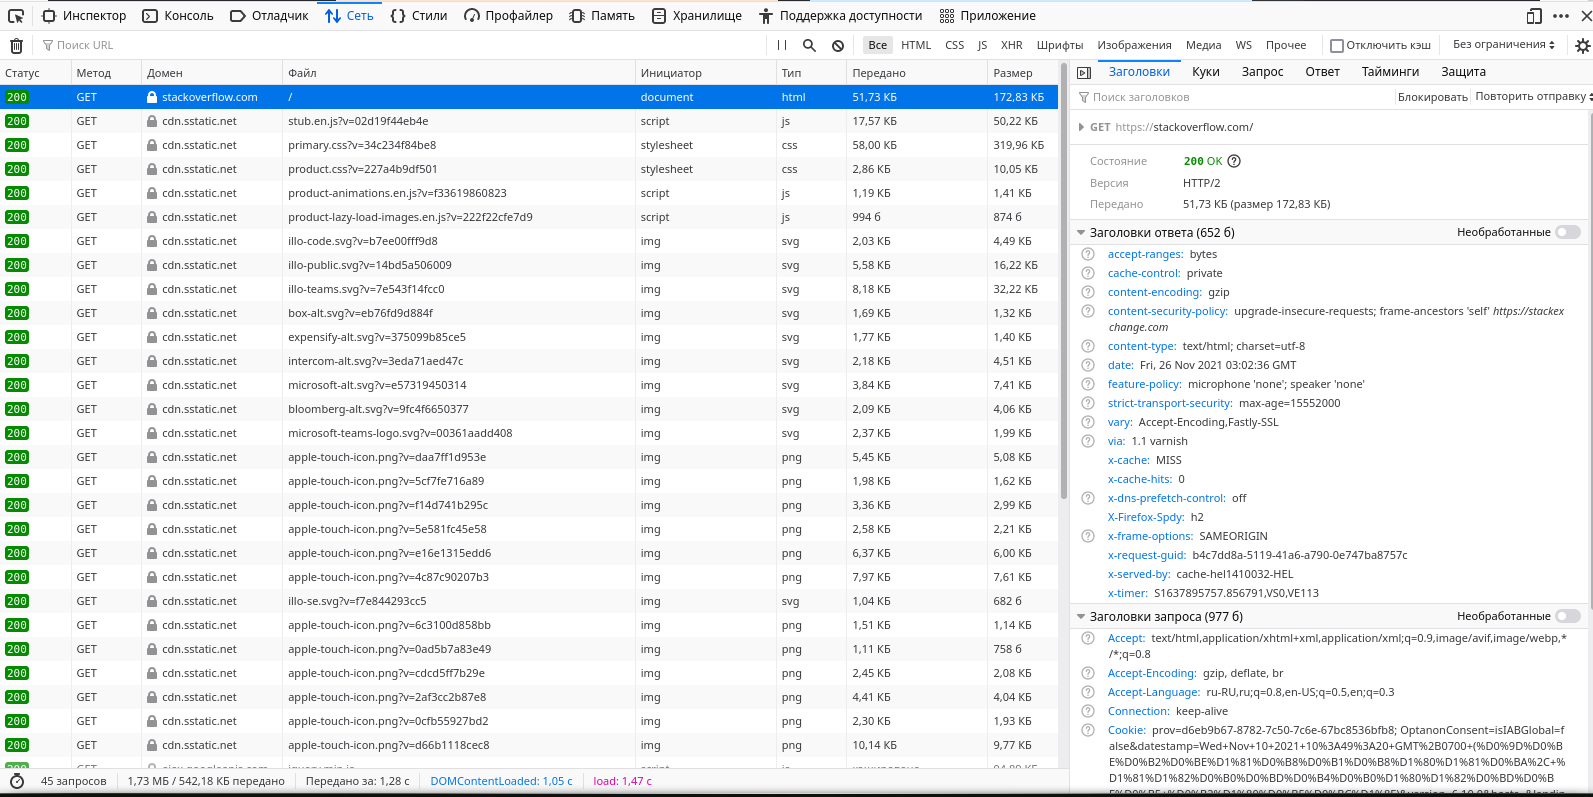 Инспектор Консоль Отладчик Сеть Стили Профайлер Память Хранилище Поддержка доступности Приложение
Поиск URL Все HTML CSS JS XHR Шрифты Изображения Медиа WS Прочее Отключить кэш Без ограничения
Статус Метод Домен Файл Инициатор Тип Передано Размер
200 GET stackoverflow.com / document html 51,73 КБ 172,83 КБ
200 GET cdn.sstatic.net stub.en.js?v=02d19f44eb4e script js 17,57 КБ 50,22 КБ
200 GET cdn.sstatic.net primary.css?v=34c234f84be8 stylesheet css 58,00 КБ 319,96 КБ
200 GET cdn.sstatic.net product.css?v=227a4b9df501 stylesheet css 2,86 КБ 10,05 КБ
200 GET cdn.sstatic.net product-animations.en.js?v=f33619860823 script js 1,19 КБ 1,41 КБ
200 GET cdn.sstatic.net product-lazy-load-images.en.js?v=222f22cfe7d9 script js 994 б 874 б
200 GET cdn.sstatic.net illo-code.svg?v=b7ee00fff9d8 img svg 2,03 КБ 4,49 КБ
200 GET cdn.sstatic.net illo-public.svg?v=14bd5a506009 img svg 5,58 КБ 16,22 КБ
200 GET cdn.sstatic.net illo-teams.svg?v=7e543f14fcc0 img svg 8,18 КБ 32,22 КБ
200 GET cdn.sstatic.net box-alt.svg?v=eb76fd9d884f img svg 1,69 КБ 1,32 КБ
200 GET cdn.sstatic.net expensify-alt.svg?v=375099b85ce5 img svg 1,77 КБ 1,40 КБ
200 GET cdn.sstatic.net intercom-alt.svg?v=3eda71aed47c img svg 2,18 КБ 4,51 КБ
200 GET cdn.sstatic.net microsoft-alt.svg?v=e57319450314 img svg 3,84 КБ 7,41 КБ
200 GET cdn.sstatic.net bloomberg-alt.svg?v=9fc4f6650377 img svg 2,09 КБ 4,06 КБ
200 GET cdn.sstatic.net microsoft-teams-logo.svg?v=00361aadd408 img svg 2,37 КБ 1,99 КБ
200 GET cdn.sstatic.net apple-touch-icon.png?v=daa7ff1d953e img png 5,45 КБ 5,08 КБ
200 GET cdn.sstatic.net apple-touch-icon.png?v=5cf7fe716a89 img png 1,98 КБ 1,62 КБ
200 GET cdn.sstatic.net apple-touch-icon.png?v=f14d741b295c img png 3,36 КБ 2,99 КБ
200 GET cdn.sstatic.net apple-touch-icon.png?v=5e581fc45e58 img png 2,58 КБ 2,21 КБ
200 GET cdn.sstatic.net apple-touch-icon.png?v=e16e1315edd6 img png 6,37 КБ 6,00 КБ
200 GET cdn.sstatic.net apple-touch-icon.png?v=4c87c90207b3 img png 7,97 КБ 7,61 КБ
200 GET cdn.sstatic.net illo-se.svg?v=f7e844293cc5 img svg 1,04 КБ 682 б
200 GET cdn.sstatic.net apple-touch-icon.png?v=6c3100d858bb img png 1,51 КБ 1,14 КБ
200 GET cdn.sstatic.net apple-touch-icon.png?v=0ad5b7a83e49 img png 1,11 КБ 758 б
200 GET cdn.sstatic.net apple-touch-icon.png?v=cdcd5ff7b29e img png 2,45 КБ 2,08 КБ
200 GET cdn.sstatic.net apple-touch-icon.png?v=2af3cc2b87e8 img png 4,41 КБ 4,04 КБ
200 GET cdn.sstatic.net apple-touch-icon.png?v=0cfb55927bd2 img png 2,30 КБ 1,93 КБ
200 GET cdn.sstatic.net apple-touch-icon.png?v=d66b1118cec8 img png 10,14 КБ 9,77 КБ
45 запросов 1,73 МБ / 542,18 КБ передано Передано за: 1,28 с DOMContentLoaded: 1,05 с load: 1,47 с
Заголовки Куки Запрос Ответ Тайминги Защита
Поиск заголовков Блокировать Повторить отправку
GET https://stackoverflow.com/
Состояние 200 OK
Версия HTTP/2
Передано 51,73 КБ (размер 172,83 КБ)
Заголовки ответа (652 б) Необработанные
accept-ranges: bytes
cache-control: private
content-encoding: gzip
content-security-policy: upgrade-insecure-requests; frame-ancestors 'self' https://stackex
change.com
content-type: text/html; charset=utf-8
date: Fri, 26 Nov 2021 03:02:36 GMT
feature-policy: microphone 'none'; speaker 'none'
strict-transport-security: max-age=15552000
vary: Accept-Encoding,Fastly-SSL
via: 1.1 varnish
x-cache: MISS
x-cache-hits: 0
x-dns-prefetch-control: off
X-Firefox-Spdy: h2
x-frame-options: SAMEORIGIN
x-request-guid: b4c7dd8a-5119-41a6-a790-0e747ba8757c
x-served-by: cache-hel1410032-HEL
x-timer: S1637895757.856791,VS0,VE113
Заголовки запроса (977 б) Необработанные
Accept: text/html,application/xhtml+xml,application/xml;q=0.9,image/avif,image/webp,*
/*;q=0.8
Accept-Encoding: gzip, deflate, br
Accept-Language: ru-RU,ru;q=0.8,en-US;q=0.5,en;q=0.3
Connection: keep-alive
Cookie: prov=d6eb9b67-8782-7c50-7c6e-67bc8536bfb8; OptanonConsent=isIABGlobal=f
alse&datestamp=Wed+Nov+10+2021+10%3A49%3A20+GMT%2B0700+(%D0%9D%D0%B
E%D0%B2%D0%BE%D1%81%D0%B8%D0%B1%D0%B8%D1%80%D1%81%D0%BA%2C+%
D1%81%D1%82%D0%B0%D0%BD%D0%B4%D0%B0%D1%80%D1%82%D0%BD%D0%B